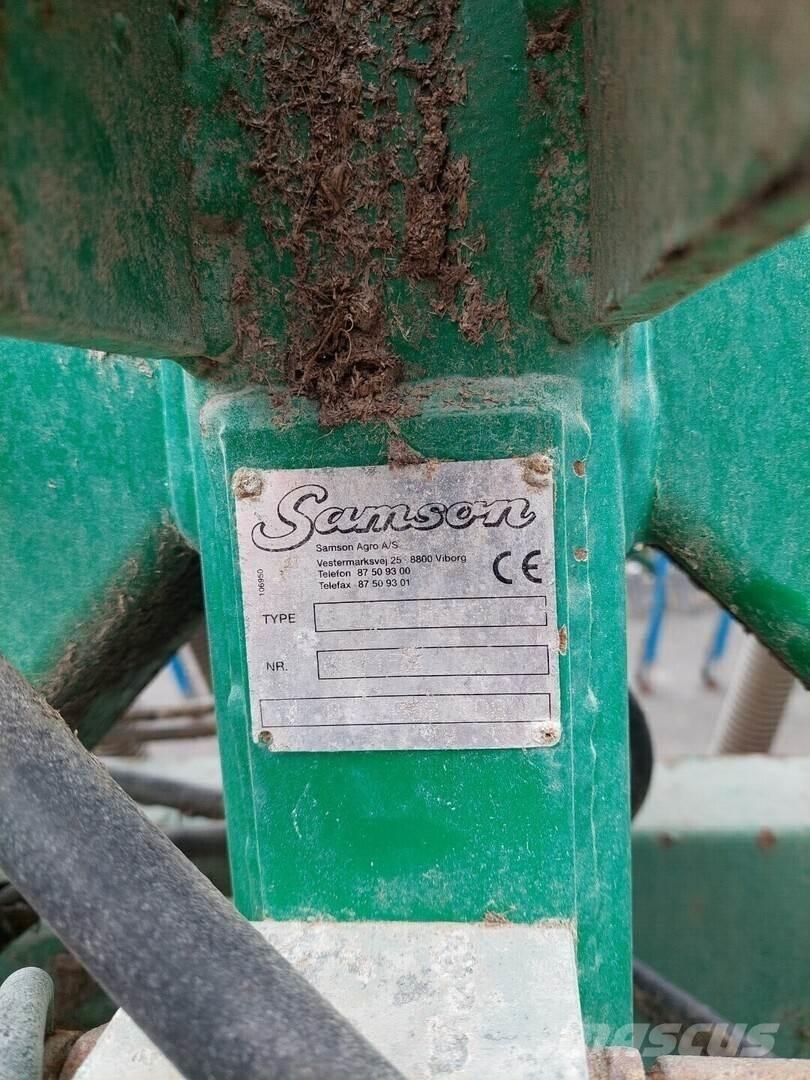 Samson
Samson Agro A/S
Vestermarksvej 25 - 8800 Viborg
Telefon 87 50 93 00
Telefax 87 50 93 01
CE
106950
TYPE
NR.
mascus